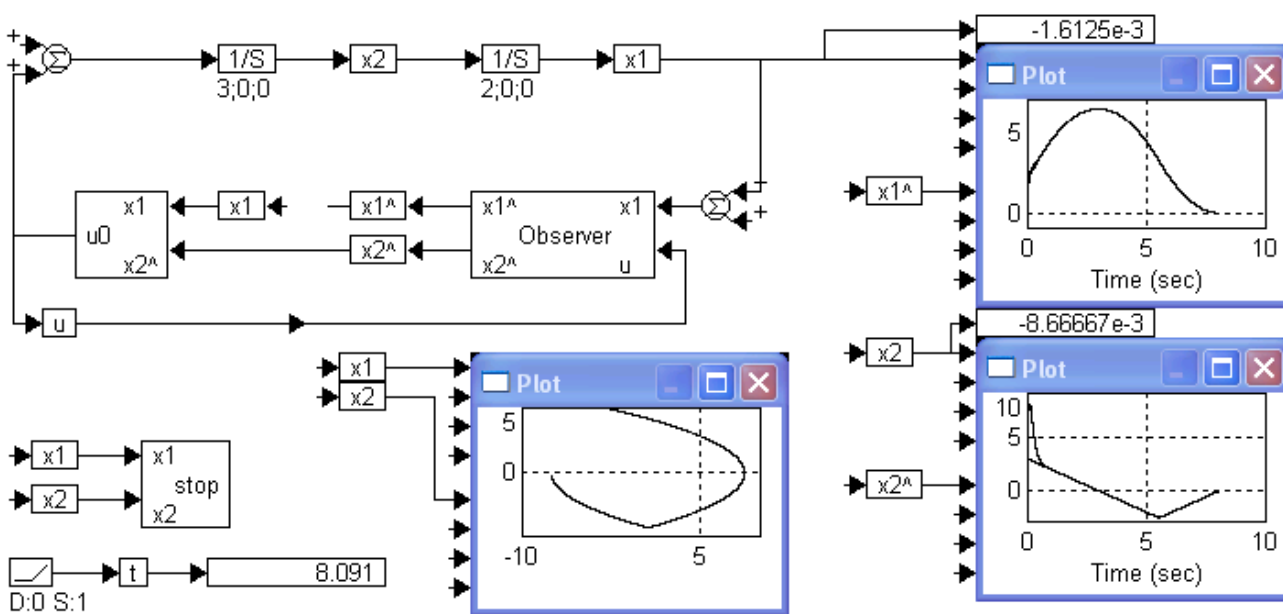 -1.6125e-3
+
+
Σ
1/S
x2
1/S
x1
3;0;0
2;0;0
Plot
5
0
0
5
10
Time (sec)
+
+
Σ
x1
u0
x2^
x1
x1^
x2^
x1^
x1
Observer
x2^
u
x1^
u
-8.66667e-3
x2
Plot
10
5
0
0
5
10
Time (sec)
x2^
x1
x2
Plot
5
0
-10
5
x1
x2
x1
stop
x2
t
8.091
D:0 S:1